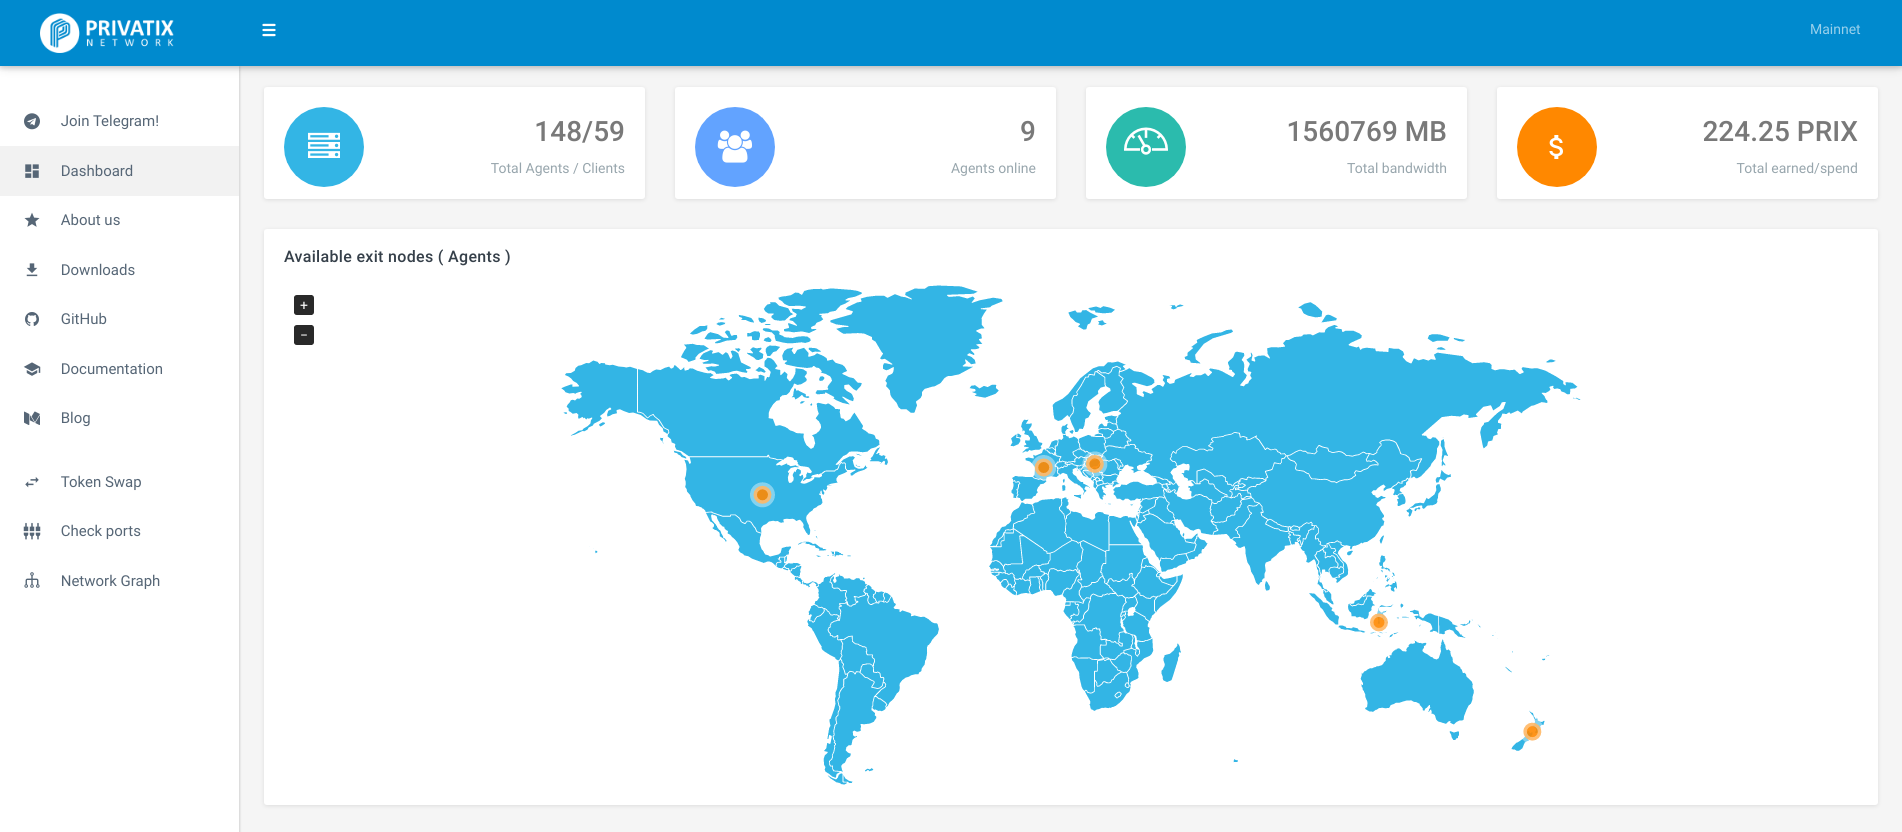 PRIVATIX
NETWORK
Mainnet
Join Telegram!
Dashboard
About us
Downloads
GitHub
Documentation
Blog
Token Swap
Check ports
Network Graph
148/59
Total Agents / Clients
9
Agents online
1560769 MB
Total bandwidth
$
224.25 PRIX
Total earned/spend
Available exit nodes ( Agents )
+
−